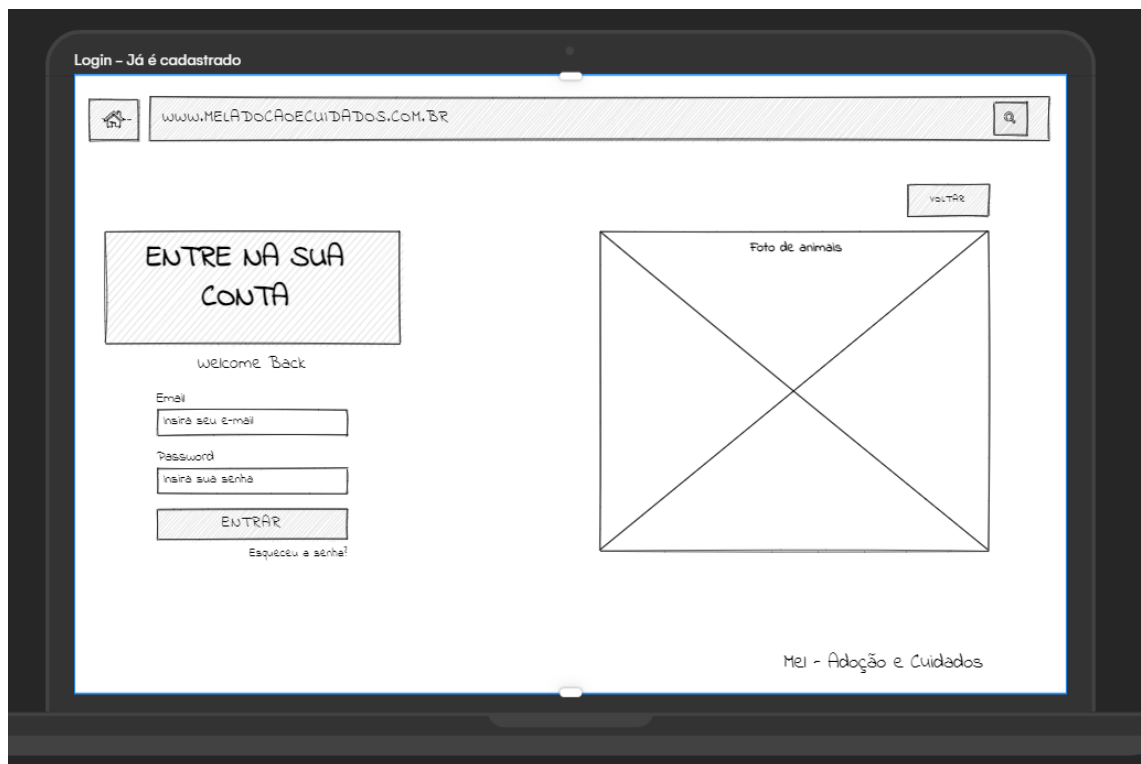 Login – Já é cadastrado
www.MELADOCAOECUIDADOS.COM.BR
VOLTAR
ENTRE NA SUA
CONTA
Foto de animais
Welcome Back
Email
Insira seu e-mail
Password
Insira sua senha
ENTRAR
Esqueceu a senha?
Mel - Adoção e Cuidados